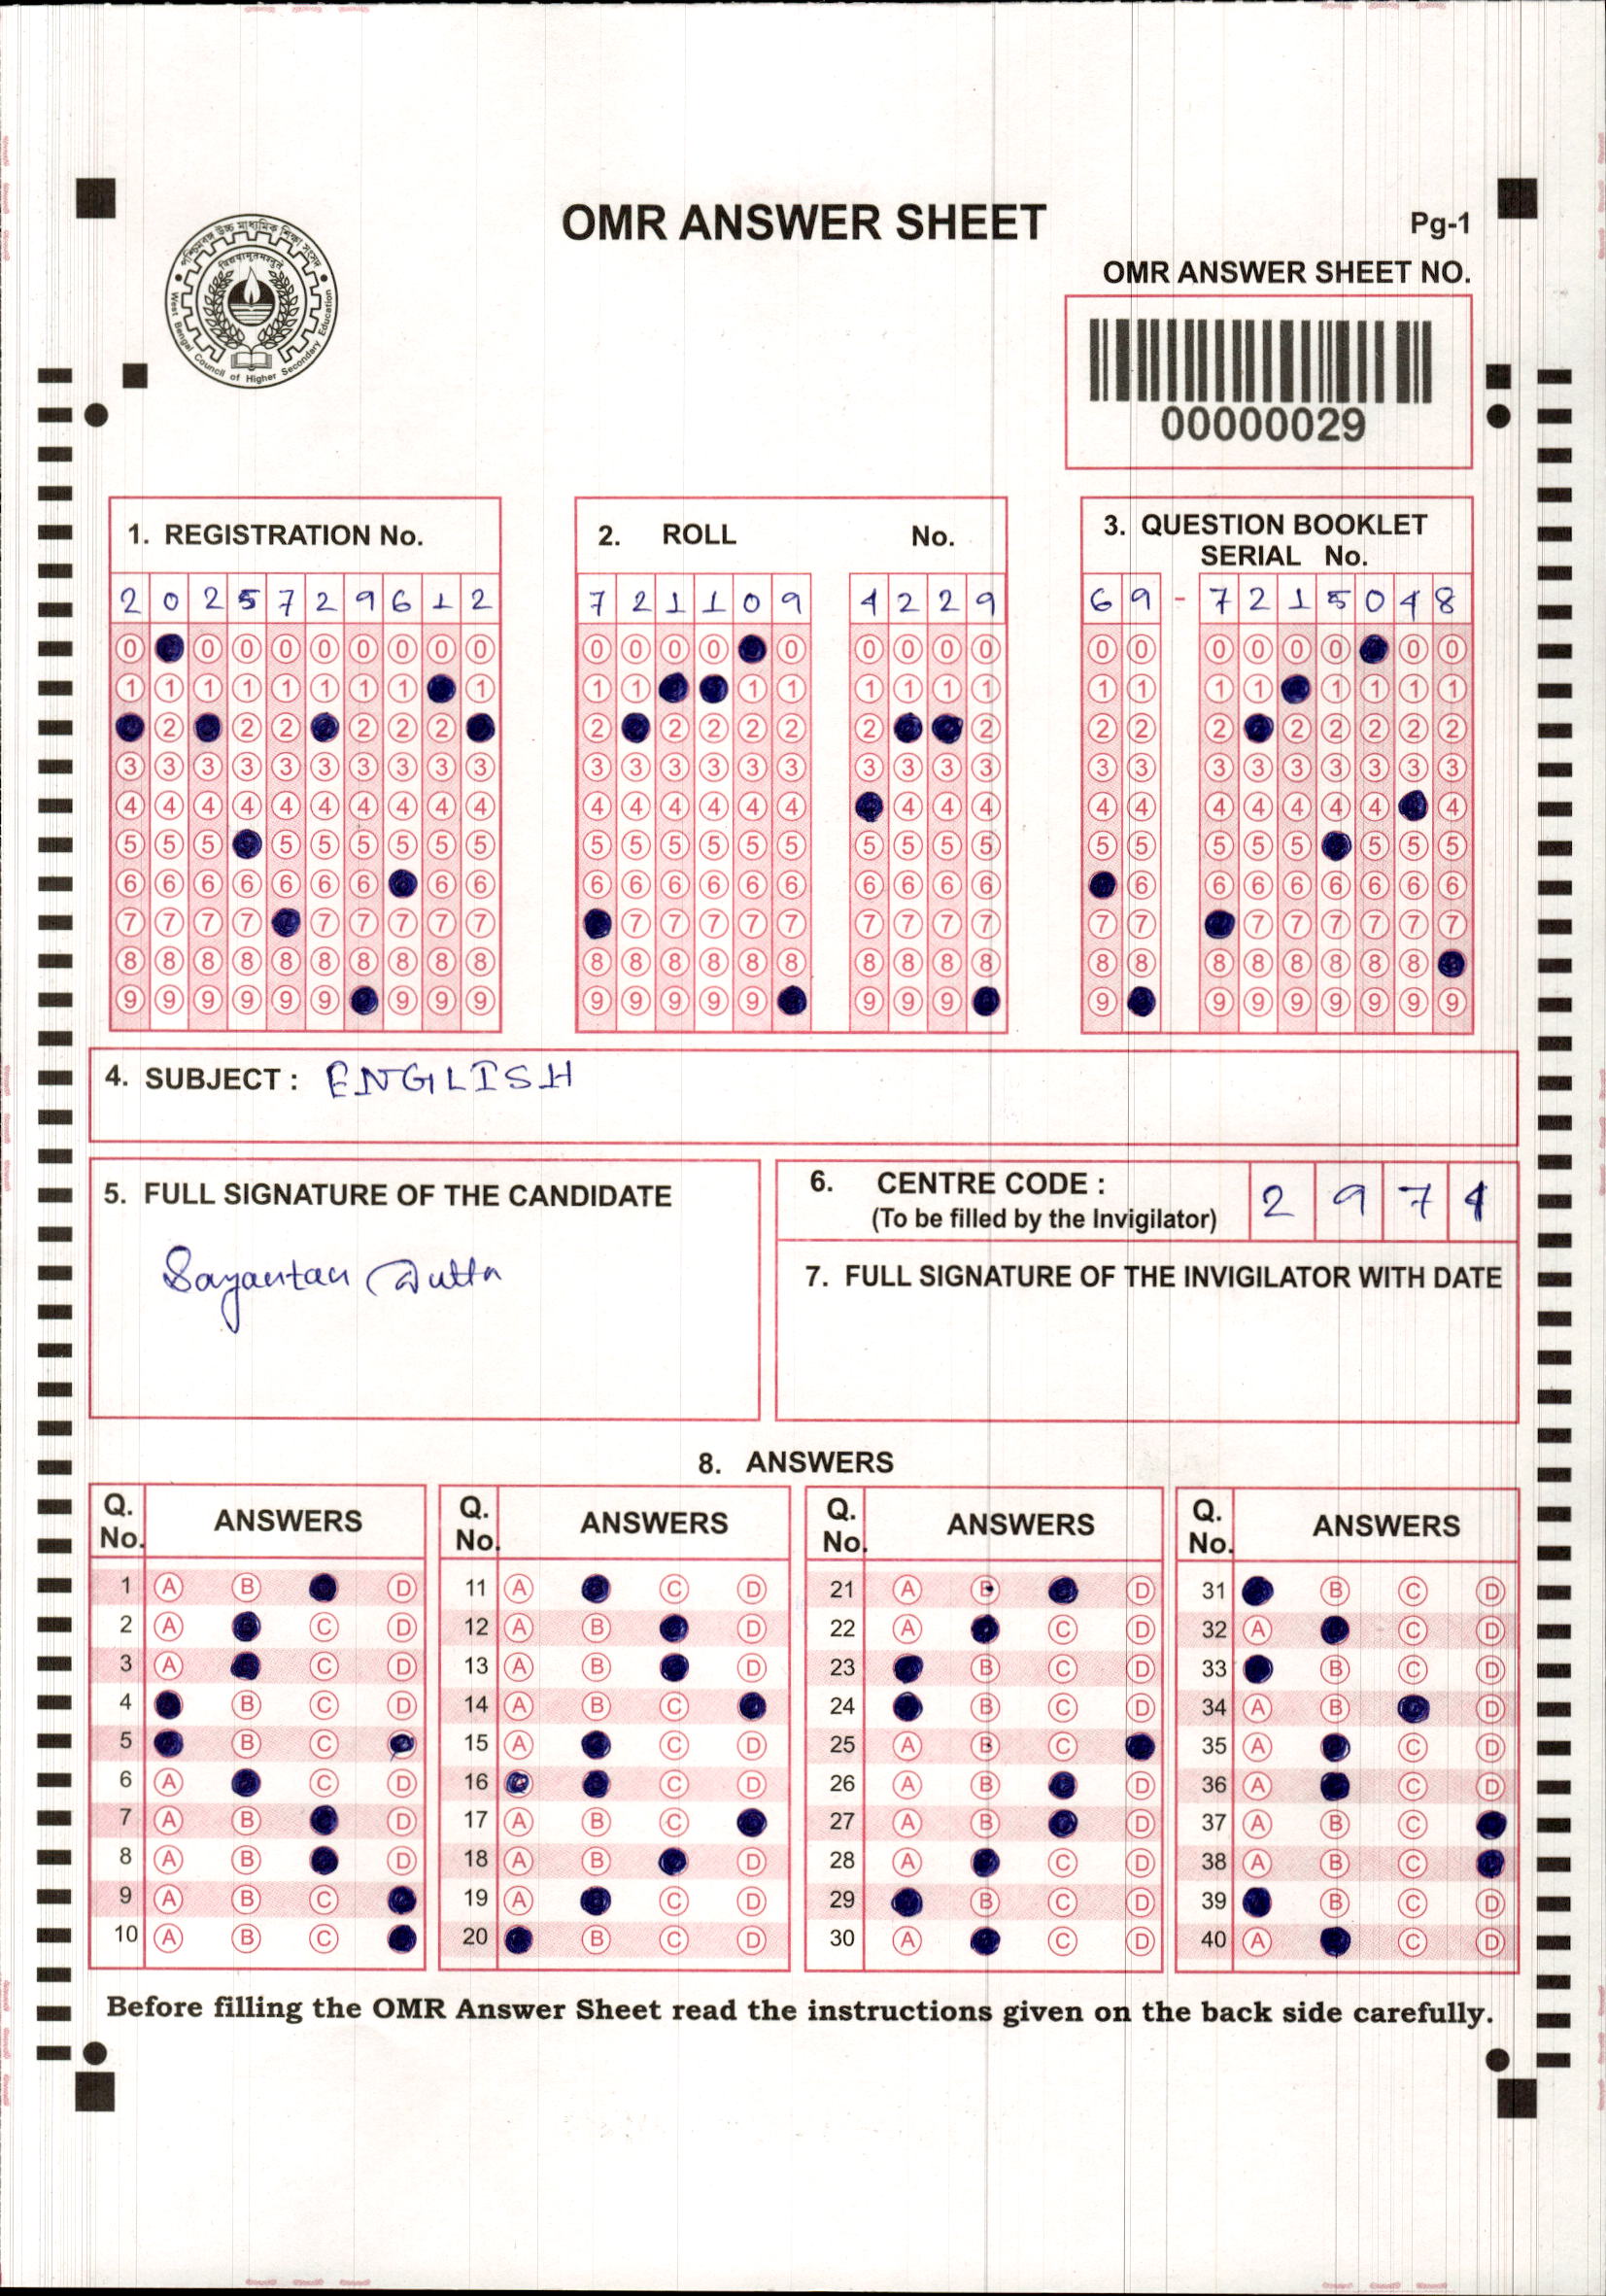 OMR ANSWER SHEET
Pg-1
পশ্চিমবঙ্গ উচ্চ মাধ্যমিক শিক্ষা সংসদ
West Bengal Council of Higher Secondary Education
OMR ANSWER SHEET NO.
00000029
1. REGISTRATION No.
2 0 2 5 7 2 9 6 1 2
2. ROLL No.
7 2 1 1 0 9 4 2 2 9
3. QUESTION BOOKLET
SERIAL No.
6 9 - 7 2 1 5 0 4 8
4. SUBJECT : ENGLISH
5. FULL SIGNATURE OF THE CANDIDATE
Sayantan Dutta
6. CENTRE CODE : 2 9 7 4
(To be filled by the Invigilator)
7. FULL SIGNATURE OF THE INVIGILATOR WITH DATE
8. ANSWERS
Q. No. ANSWERS Q. No. ANSWERS Q. No. ANSWERS Q. No. ANSWERS
1 A B D 11 A C D 21 A B D 31 B C D
2 A C D 12 A B D 22 A C D 32 A C D
3 A C D 13 A B D 23 B C D 33 B C D
4 B C D 14 A B C 24 B C D 34 A B D
5 B C 15 A C D 25 A B C 35 A C D
6 A C D 16 C D 26 A B D 36 A C D
7 A B D 17 A B C 27 A B D 37 A B C
8 A B D 18 A B D 28 A C D 38 A B C
9 A B C 19 A C D 29 B C D 39 B C D
10 A B C 20 B C D 30 A C D 40 A C D
Before filling the OMR Answer Sheet read the instructions given on the back side carefully.